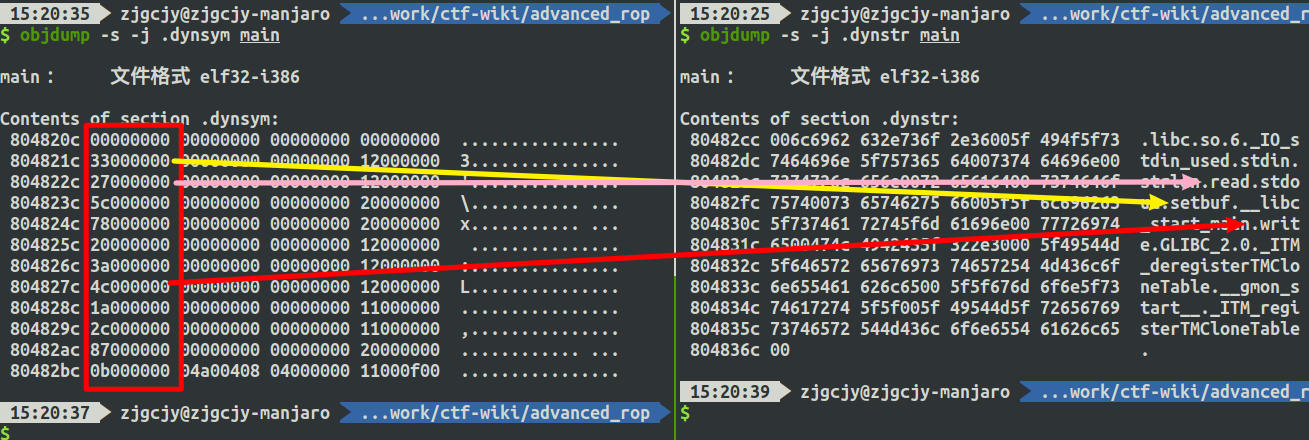 15:20:35 zjgcjy@zjgcjy-manjaro ...work/ctf-wiki/advanced_rop
$ objdump -s -j .dynsym main
main：     文件格式 elf32-i386
Contents of section .dynsym:
804820c 00000000 00000000 00000000 00000000  ................
804821c 33000000 00000000 00000000 12000000  3...............
804822c 27000000 00000000 00000000 12000000  '...............
804823c 5c000000 00000000 00000000 20000000  \........... ...
804824c 78000000 00000000 00000000 20000000  x........... ...
804825c 20000000 00000000 00000000 12000000   ...............
804826c 3a000000 00000000 00000000 12000000  :...............
804827c 4c000000 00000000 00000000 12000000  L...............
804828c 1a000000 00000000 00000000 11000000  ................
804829c 2c000000 00000000 00000000 11000000  ,...............
80482ac 87000000 00000000 00000000 20000000  ............ ...
80482bc 0b000000 04a00408 04000000 11000f00  ................
15:20:37 zjgcjy@zjgcjy-manjaro ...work/ctf-wiki/advanced_rop
$
15:20:25 zjgcjy@zjgcjy-manjaro ...work/ctf-wiki/advanced_ro
$ objdump -s -j .dynstr main
main：     文件格式 elf32-i386
Contents of section .dynstr:
80482cc 006c6962 632e736f 2e36005f 494f5f73  .libc.so.6._IO_s
80482dc 7464696e 5f757365 64007374 64696e00  tdin_used.stdin.
80482ec 7374726c 656e0072 65616400 7374646f  strlen.read.stdo
80482fc 75740073 65746275 66005f5f 6c696263  ut.setbuf.__libc
804830c 5f737461 72745f6d 61696e00 77726974  _start_main.writ
804831c 6500474c 4942435f 322e3000 5f49544d  e.GLIBC_2.0._ITM
804832c 5f646572 65676973 74657254 4d436c6f  _deregisterTMClo
804833c 6e655461 626c6500 5f5f676d 6f6e5f73  neTable.__gmon_s
804834c 74617274 5f5f005f 49544d5f 72656769  tart__._ITM_regi
804835c 73746572 544d436c 6f6e6554 61626c65  sterTMCloneTable
804836c 00                                   .
15:20:39 zjgcjy@zjgcjy-manjaro ...work/ctf-wiki/advanced_ro
$